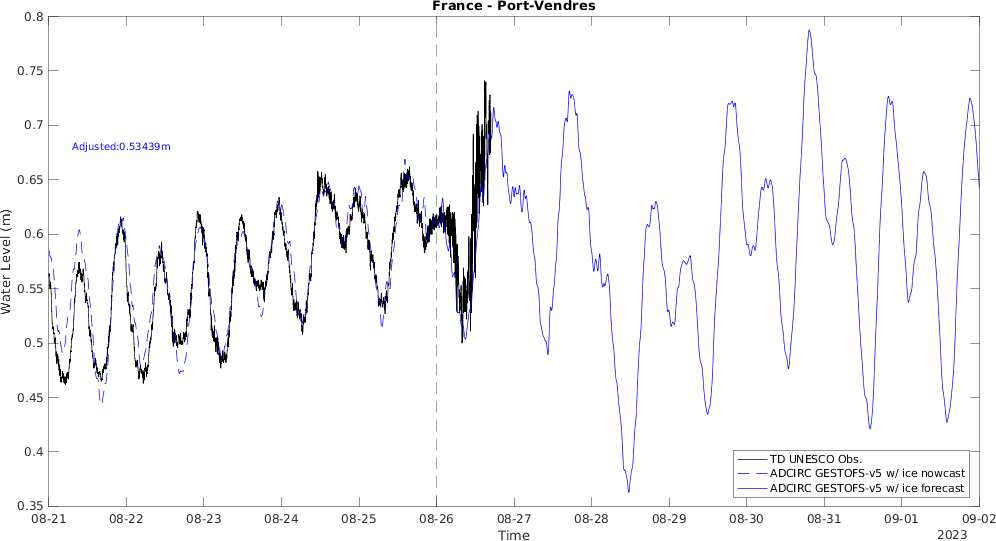 France - Port-Vendres
0.8
0.75
0.7
0.65
0.6
0.55
0.5
0.45
0.4
0.35
Water Level (m)
Adjusted:0.53439m
TD UNESCO Obs.
ADCIRC GESTOFS-v5 w/ ice nowcast
ADCIRC GESTOFS-v5 w/ ice forecast
08-21 08-22 08-23 08-24 08-25 08-26 08-27 08-28 08-29 08-30 08-31 09-01 09-02
Time
2023